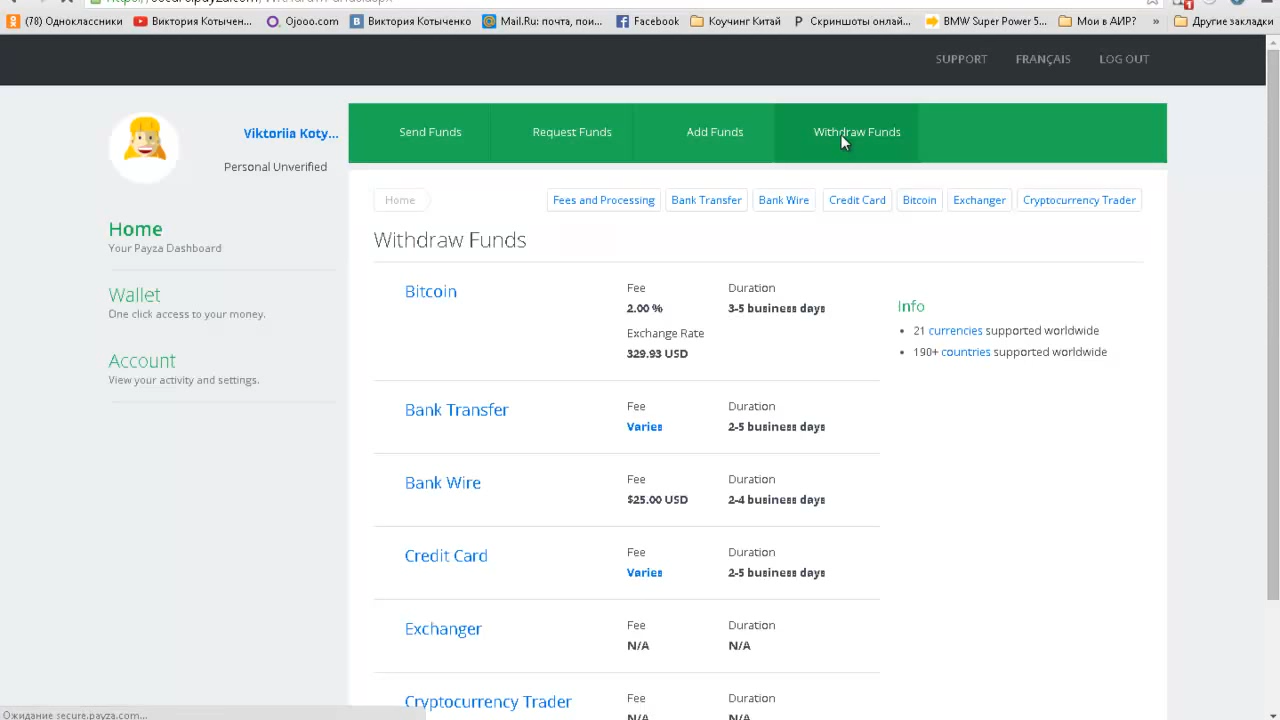 (78) Одноклассники
Виктория Котычен...
Ojooo.com
Виктория Котыченко
Mail.Ru: почта, пои...
Facebook
Коучинг Китай
Скриншоты онлай...
BMW Super Power 5...
Мои в АИР?
»
Другие закладки
SUPPORT
FRANÇAIS
LOG OUT
Viktoriia Koty...
Personal Unverified
Home
Your Payza Dashboard
Wallet
One click access to your money.
Account
View your activity and settings.
Send Funds
Request Funds
Add Funds
Withdraw Funds
Home
Fees and Processing
Bank Transfer
Bank Wire
Credit Card
Bitcoin
Exchanger
Cryptocurrency Trader
Withdraw Funds
Bitcoin
Fee
2.00 %
Exchange Rate
329.93 USD
Duration
3-5 business days
Bank Transfer
Fee
Varies
Duration
2-5 business days
Bank Wire
Fee
$25.00 USD
Duration
2-4 business days
Credit Card
Fee
Varies
Duration
2-5 business days
Exchanger
Fee
N/A
Duration
N/A
Cryptocurrency Trader
Fee
N/A
Duration
N/A
Info
• 21 currencies supported worldwide
• 190+ countries supported worldwide
Ожидание secure.payza.com...